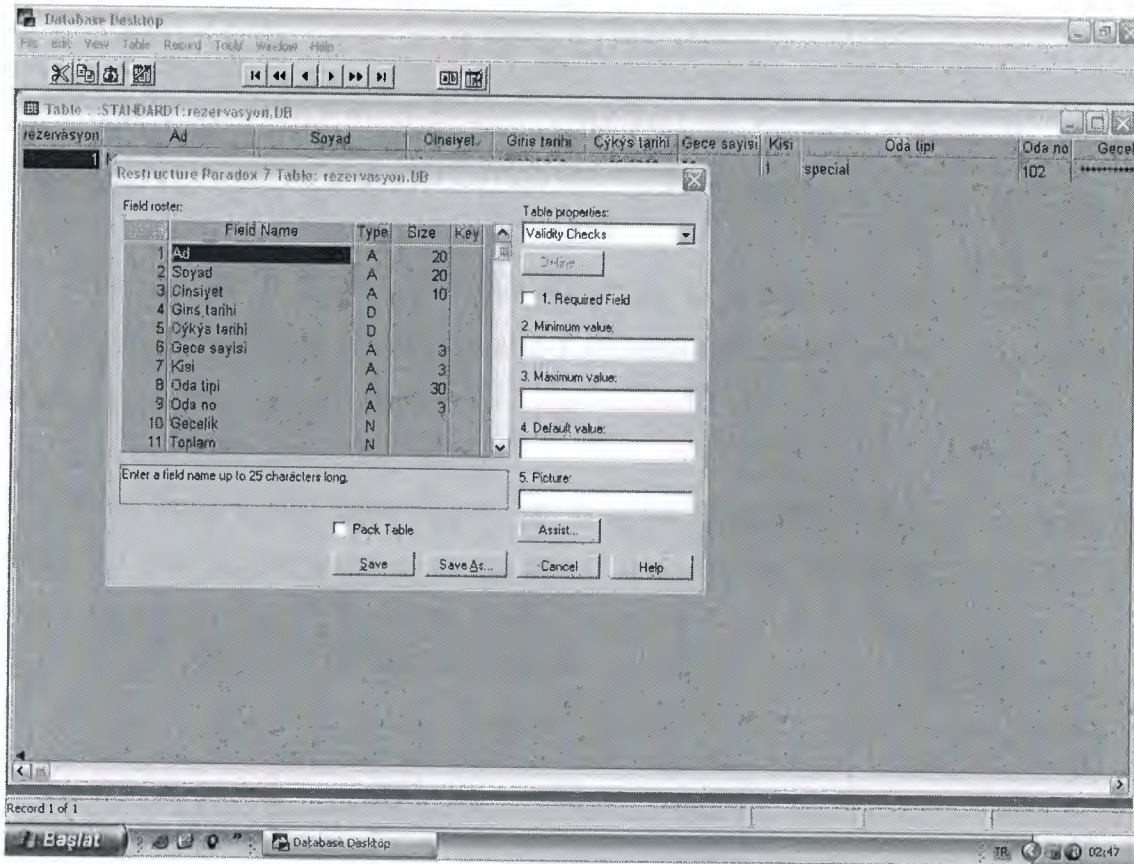 Database Desktop
File Edit View Table Record Tools Window Help
Table : :STANDARD1:rezervasyon.DB
rezervasyon Ad Soyad Cinsiyet Giris tarihi Cýkýs tarihi Gece sayisi Kisi Oda tipi Oda no Gecel
1 1 special 102 **********
Restructure Paradox 7 Table: rezervasyon.DB
Field roster:
Field Name Type Size Key
1 Ad A 20
2 Soyad A 20
3 Cinsiyet A 10
4 Giris tarihi D
5 Cýkýs tarihi D
6 Gece sayisi A 3
7 Kisi A 3
8 Oda tipi A 30
9 Oda no A 3
10 Gecelik N
11 Toplam N
Enter a field name up to 25 characters long.
Pack Table
Save Save As... Cancel Help
Table properties:
Validity Checks
Define...
1. Required Field
2. Minimum value:
3. Maximum value:
4. Default value:
5. Picture:
Assist...
Record 1 of 1
Başlat Database Desktop TR 02:47